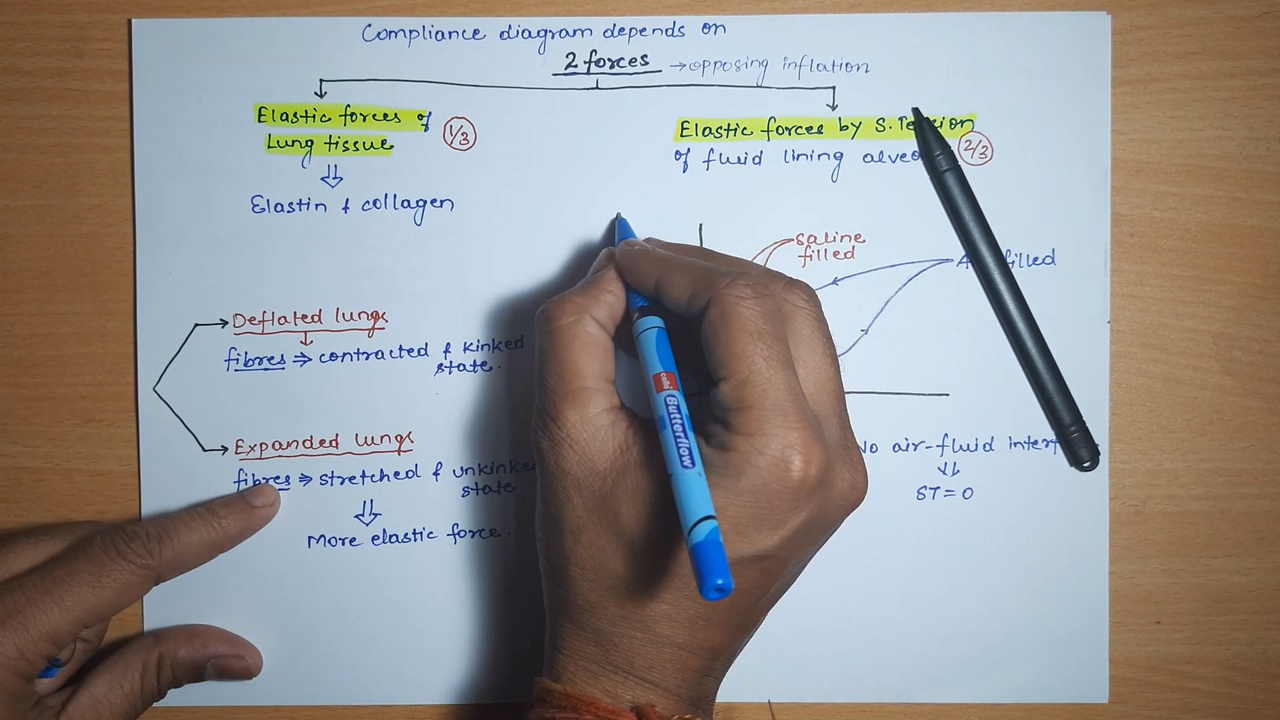 Compliance diagram depends on
2 forces → opposing inflation
Elastic forces of
Lung tissue
1/3
⇓
Elastin & collagen
Elastic forces by S.
of fluid lining
2/3
Saline
filled
filled
Deflated lungs
fibres ⇒ contracted & kinked
state.
Expanded lungs
fibres ⇒ stretched &
state
⇓
More elastic force.
air-fluid
⇓
ST = 0
cello
Butterflow